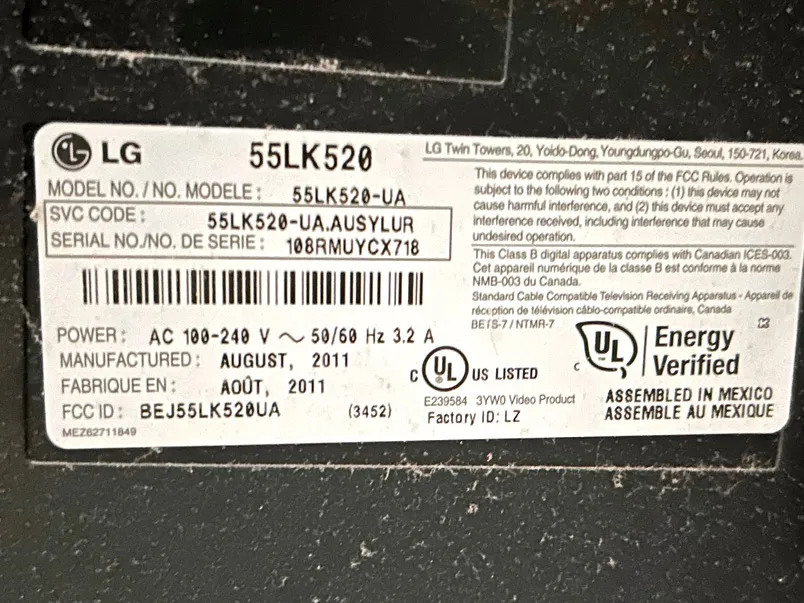 LG 55LK520
MODEL NO. / NO. MODELE : 55LK520-UA
SVC CODE : 55LK520-UA.AUSYLUR
SERIAL NO./NO. DE SERIE : 108RMUYCX718
POWER : AC 100-240 V ~ 50/60 Hz 3.2 A
MANUFACTURED : AUGUST, 2011
FABRIQUE EN : AOÛT, 2011
FCC ID : BEJ55LK520UA (3452)
MEZ62711849
LG Twin Towers, 20, Yoido-Dong, Youngdungpo-Gu, Seoul, 150-721, Korea.
This device complies with part 15 of the FCC Rules. Operation is
subject to the following two conditions : (1) this device may not
cause harmful interference, and (2) this device must accept any
interference received, including interference that may cause
undesired operation.
This Class B digital apparatus complies with Canadian ICES-003.
Cet appareil numérique de la classe B est conforme à la norme
NMB-003 du Canada.
Standard Cable Compatible Television Receiving Apparatus - Appareil de
réception de télévision câblo-compatible ordinaire, Canada
BETS-7 / NTMR-7
C UL US LISTED
E239584 3YW0 Video Product
Factory ID: LZ
C UL Energy
Verified
ASSEMBLED IN MEXICO
ASSEMBLE AU MEXIQUE